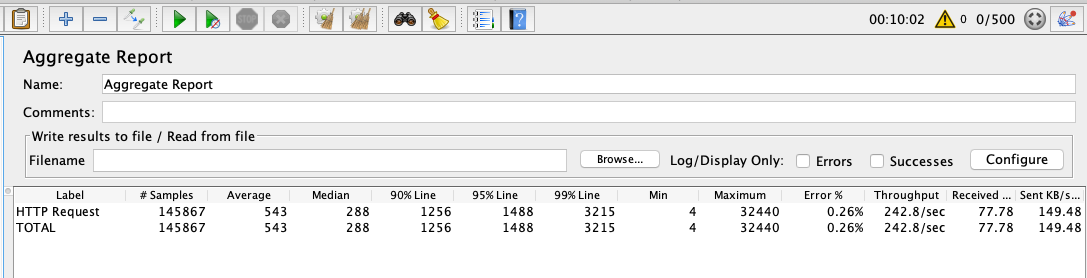 STOP 00:10:02 0 0/500
Aggregate Report
Name: Aggregate Report
Comments:
Write results to file / Read from file
Filename Browse... Log/Display Only: Errors Successes Configure
Label # Samples Average Median 90% Line 95% Line 99% Line Min Maximum Error % Throughput Received ... Sent KB/s...
HTTP Request 145867 543 288 1256 1488 3215 4 32440 0.26% 242.8/sec 77.78 149.48
TOTAL 145867 543 288 1256 1488 3215 4 32440 0.26% 242.8/sec 77.78 149.48